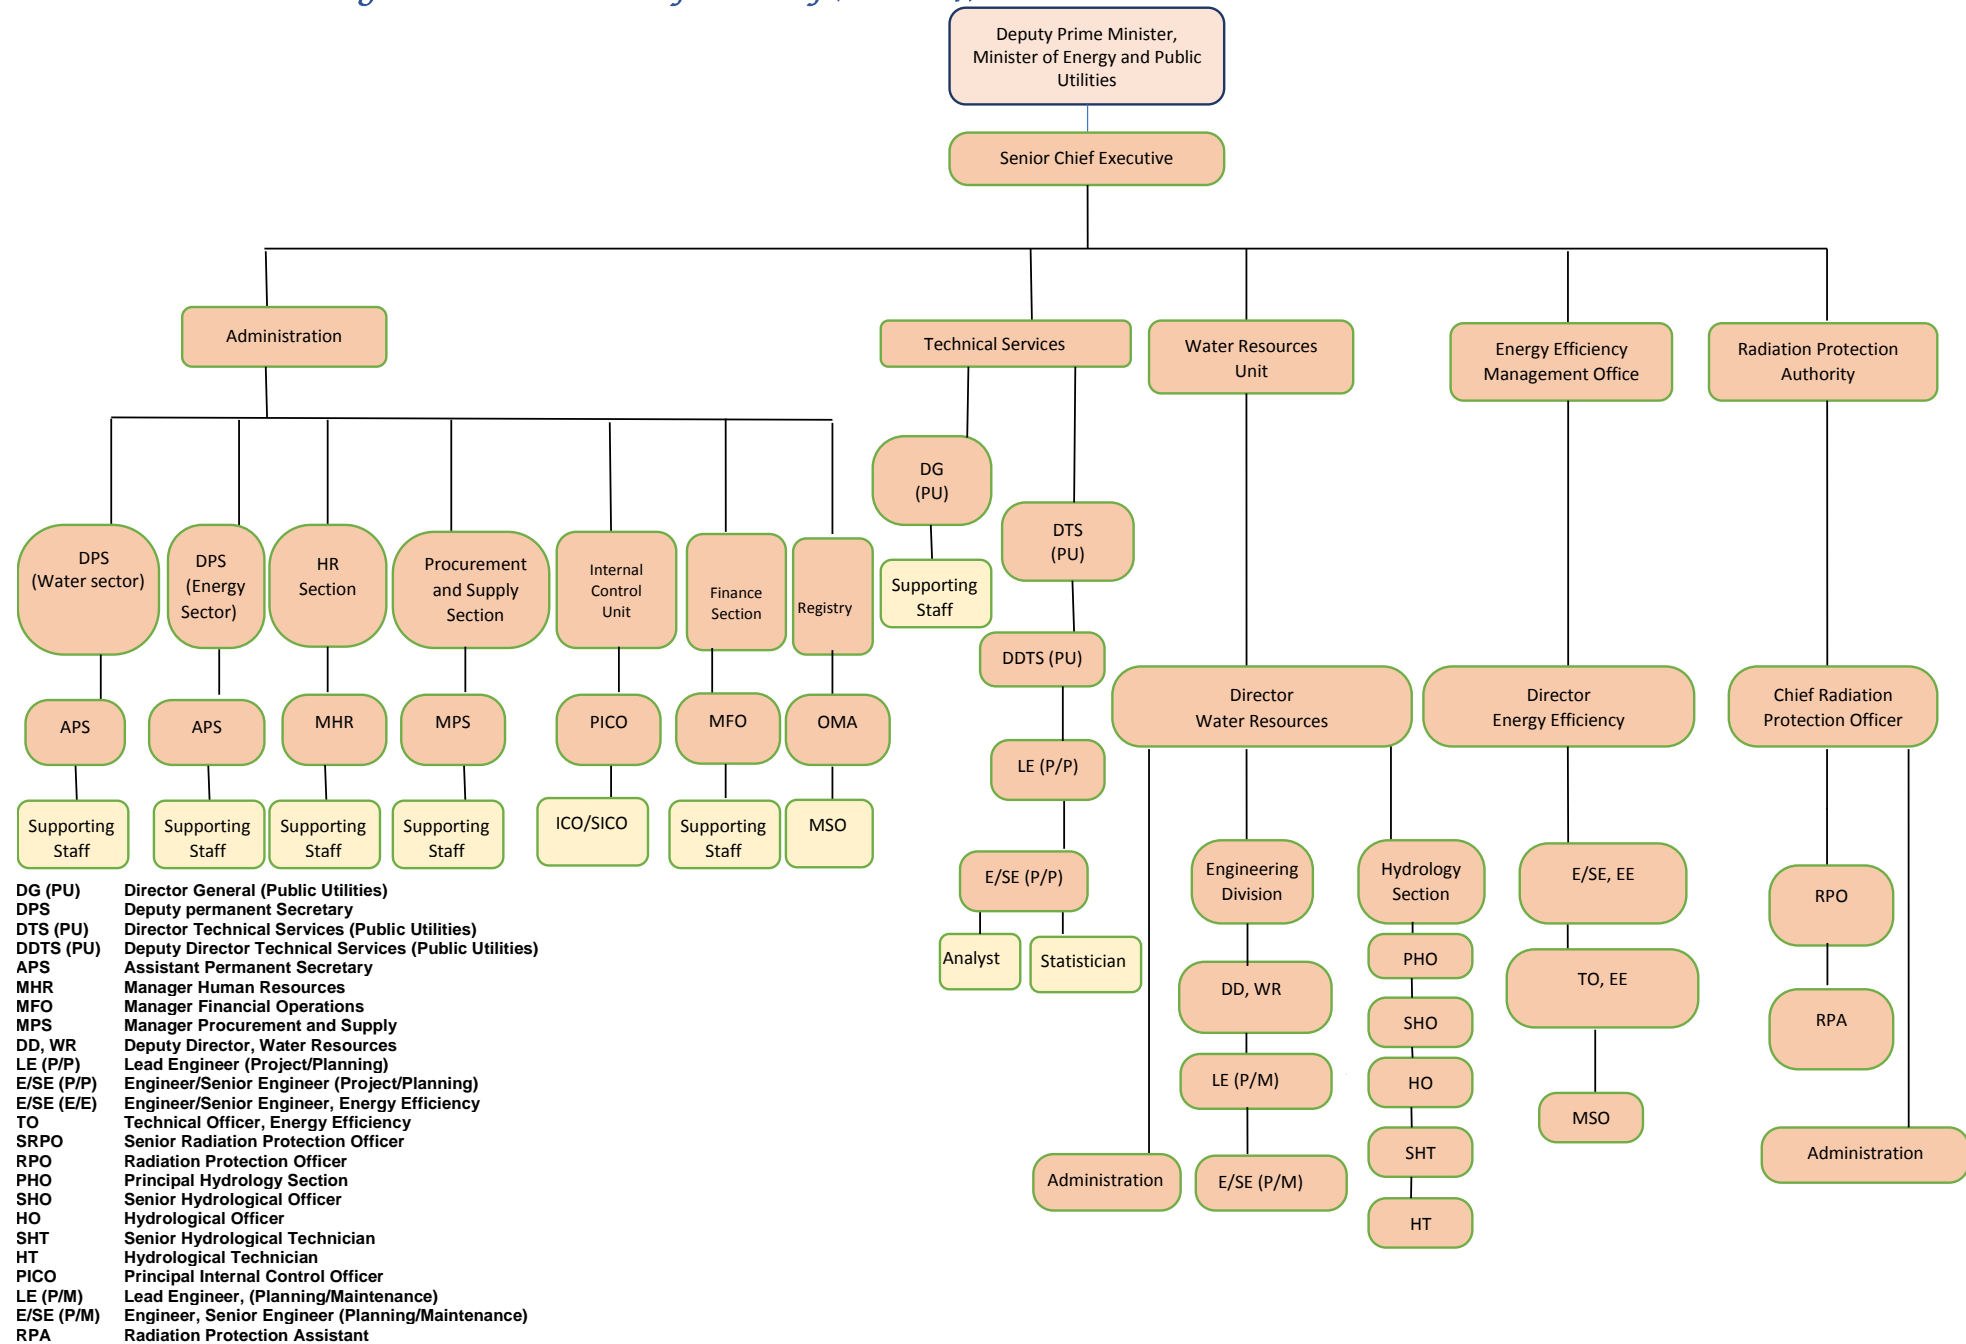 Deputy Prime Minister,
Minister of Energy and Public
Utilities
Senior Chief Executive
Administration
Technical Services
Water Resources
Unit
Energy Efficiency
Management Office
Radiation Protection
Authority
DPS
(Water sector)
DPS
(Energy
Sector)
HR
Section
Procurement
and Supply
Section
Internal
Control
Unit
Finance
Section
Registry
APS
APS
MHR
MPS
PICO
MFO
OMA
Supporting
Staff
Supporting
Staff
Supporting
Staff
Supporting
Staff
ICO/SICO
Supporting
Staff
MSO
DG
(PU)
Supporting
Staff
DTS
(PU)
DDTS (PU)
LE (P/P)
E/SE (P/P)
Analyst
Statistician
Director
Water Resources
Administration
Engineering
Division
DD, WR
LE (P/M)
E/SE (P/M)
Hydrology
Section
PHO
SHO
HO
SHT
HT
Director
Energy Efficiency
E/SE, EE
TO, EE
MSO
Chief Radiation
Protection Officer
RPO
RPA
Administration
DG (PU) Director General (Public Utilities)
DPS Deputy permanent Secretary
DTS (PU) Director Technical Services (Public Utilities)
DDTS (PU) Deputy Director Technical Services (Public Utilities)
APS Assistant Permanent Secretary
MHR Manager Human Resources
MFO Manager Financial Operations
MPS Manager Procurement and Supply
DD, WR Deputy Director, Water Resources
LE (P/P) Lead Engineer (Project/Planning)
E/SE (P/P) Engineer/Senior Engineer (Project/Planning)
E/SE (E/E) Engineer/Senior Engineer, Energy Efficiency
TO Technical Officer, Energy Efficiency
SRPO Senior Radiation Protection Officer
RPO Radiation Protection Officer
PHO Principal Hydrology Section
SHO Senior Hydrological Officer
HO Hydrological Officer
SHT Senior Hydrological Technician
HT Hydrological Technician
PICO Principal Internal Control Officer
LE (P/M) Lead Engineer, (Planning/Maintenance)
E/SE (P/M) Engineer, Senior Engineer (Planning/Maintenance)
RPA Radiation Protection Assistant